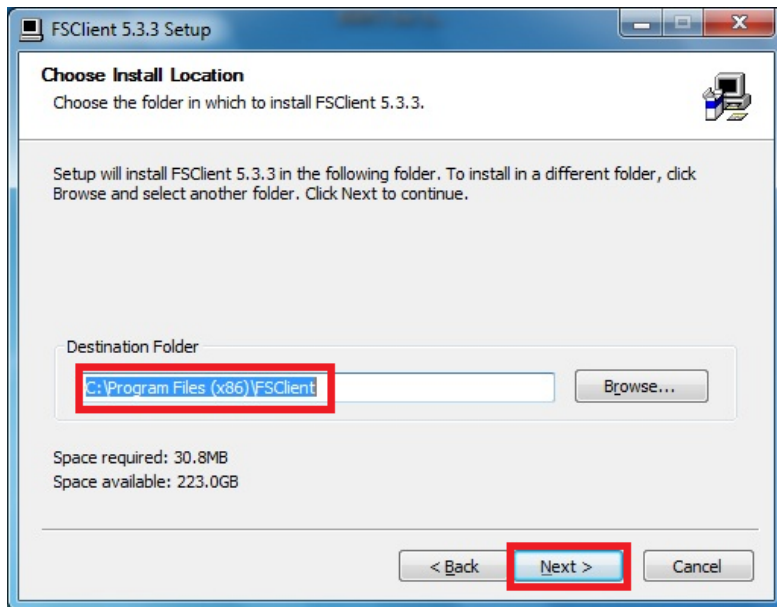 FSClient 5.3.3 Setup
Choose Install Location
Choose the folder in which to install FSClient 5.3.3.
Setup will install FSClient 5.3.3 in the following folder. To install in a different folder, click
Browse and select another folder. Click Next to continue.
Destination Folder
C:\Program Files (x86)\FSClient
Browse...
Space required: 30.8MB
Space available: 223.0GB
< Back
Next >
Cancel